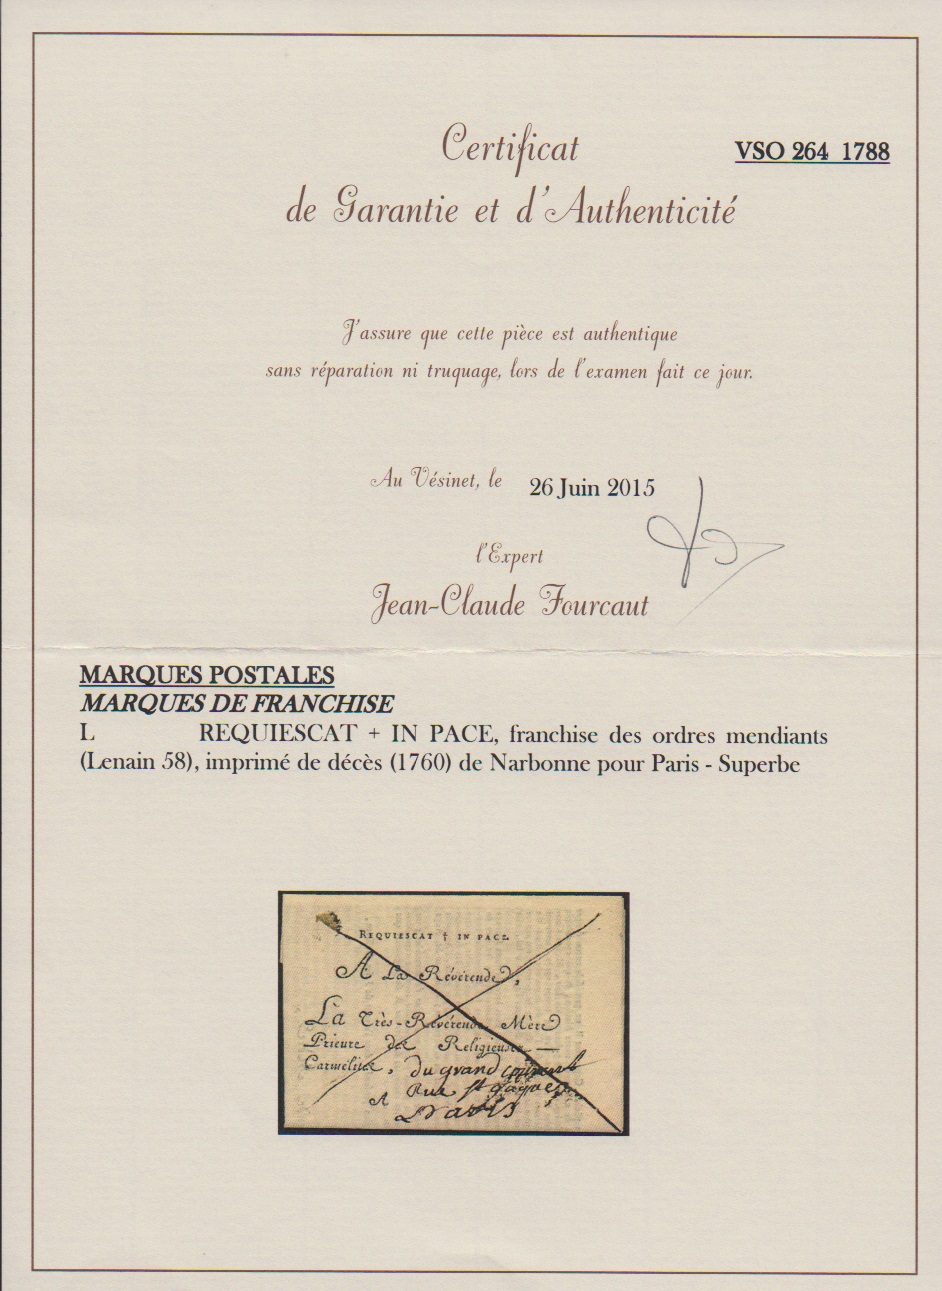 Certificat
VSO 264 1788
de Garantie et d'Authenticité
J'assure que cette pièce est authentique
sans réparation ni truquage, lors de l'examen fait ce jour.
Au Vésinet, le 26 Juin 2015
l'Expert
Jean-Claude Fourcaut
MARQUES POSTALES
MARQUES DE FRANCHISE
L REQUIESCAT + IN PACE, franchise des ordres mendiants
(Lenain 58), imprimé de décès (1760) de Narbonne pour Paris - Superbe
REQUIESCAT † IN PACE.
A La Révérende,
La Très-Révérende Mère
Prieure des Religieuses
Carmélites, du grand
A Rue st
Paris